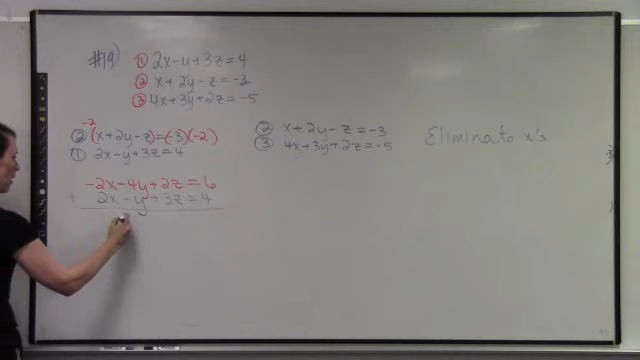 #19)
① 2x-y+3z=4
② x+2y-z=-3
③ 4x+3y+2z=-5
-2
② (x+2y-z)=(-3)(-2)
① 2x-y+3z=4
-2x-4y+2z=6
+ 2x-y+3z=4
② x+2y-z=-3
③ 4x+3y+2z=-5
Eliminate x's